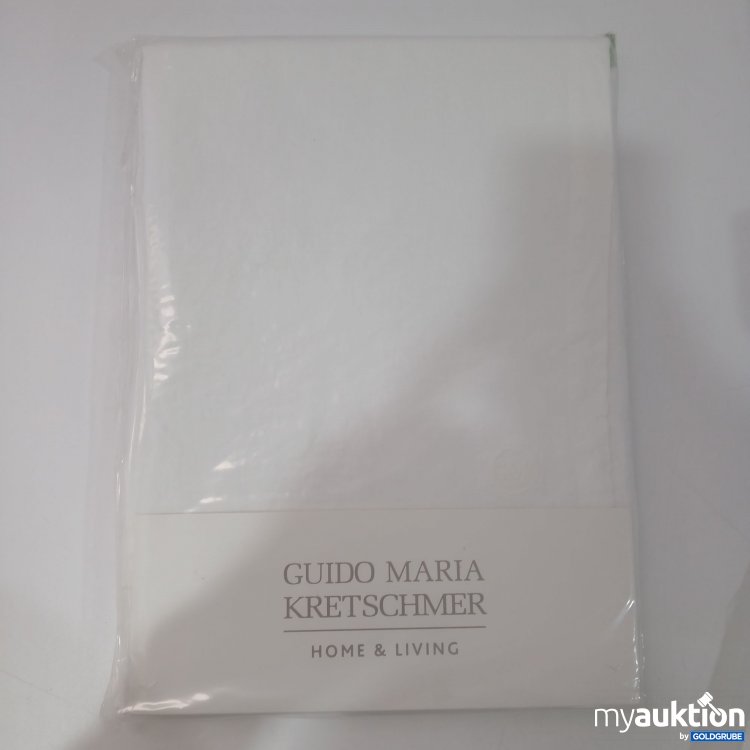 GUIDO MARIA
KRETSCHMER
HOME & LIVING
myauktion
by GOLDGRUBE